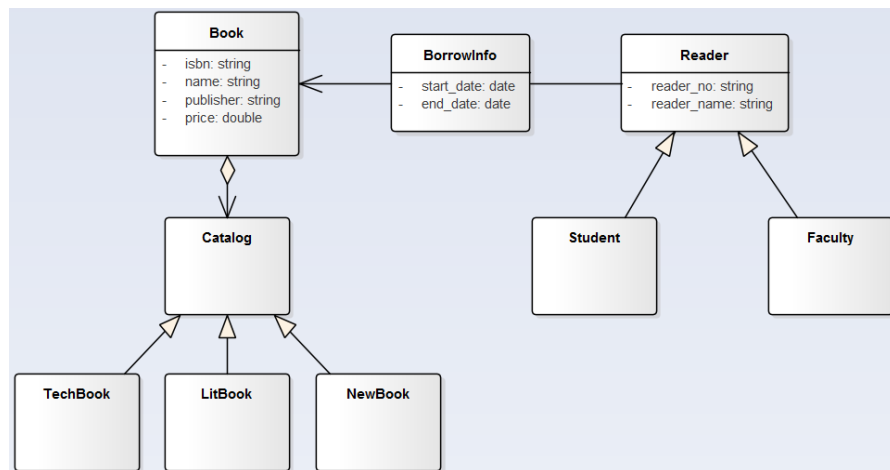 Book
- isbn: string
- name: string
- publisher: string
- price: double
BorrowInfo
- start_date: date
- end_date: date
Reader
- reader_no: string
- reader_name: string
Catalog
Student
Faculty
TechBook
LitBook
NewBook